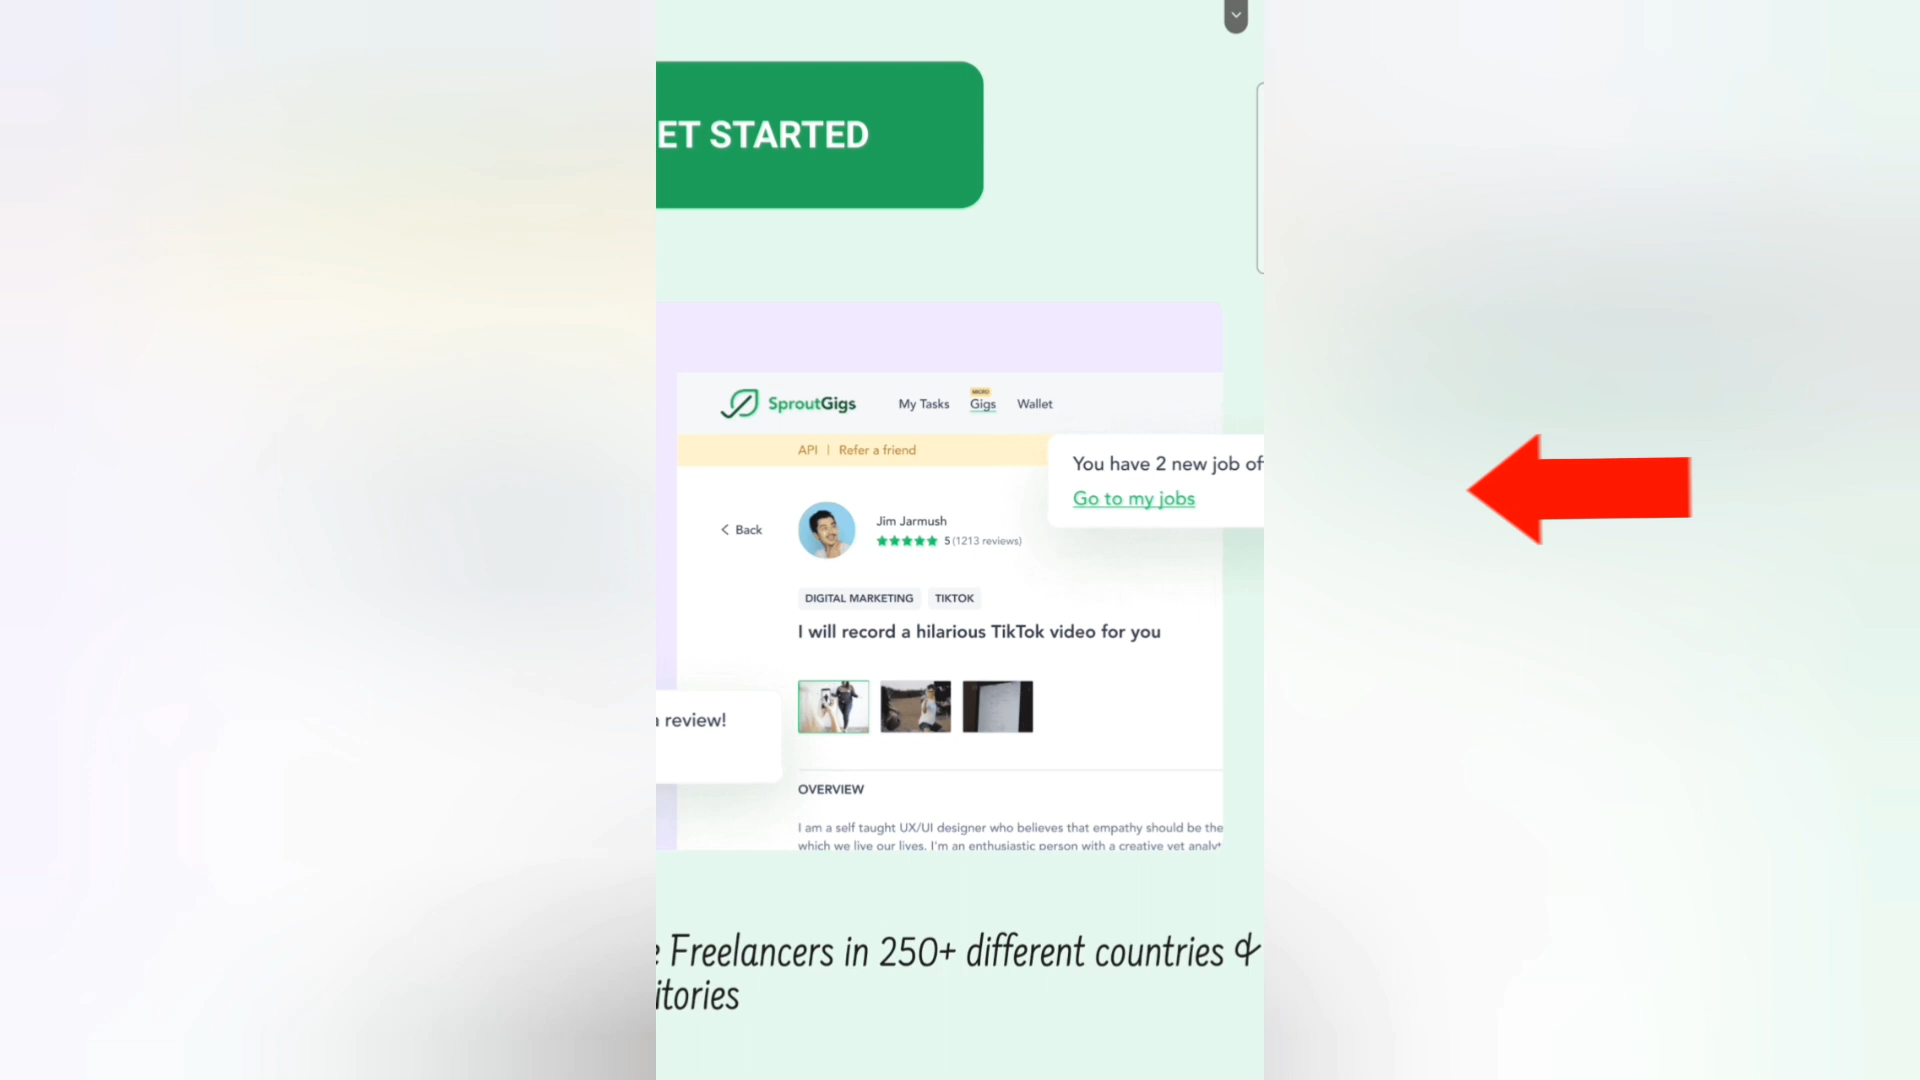 ET STARTED
SproutGigs
My Tasks
MICRO
Gigs
Wallet
API | Refer a friend
You have 2 new job of
Go to my jobs
Back
Jim Jarmush
5 (1213 reviews)
DIGITAL MARKETING
TIKTOK
I will record a hilarious TikTok video for you
review!
OVERVIEW
I am a self taught UX/UI designer who believes that empathy should be the
which we live our lives. I'm an enthusiastic person with a creative yet analyt
Freelancers in 250+ different countries &
itories